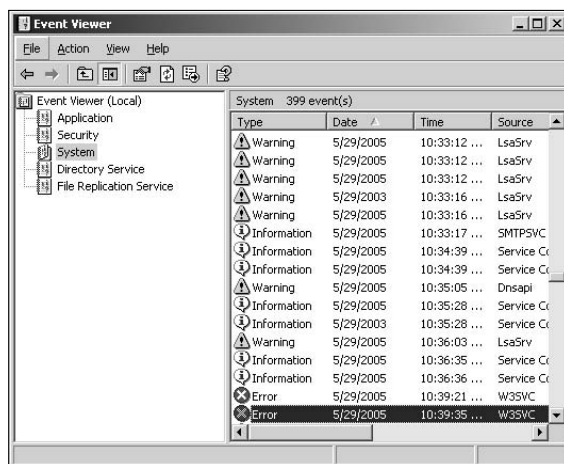 Event Viewer
File Action View Help
Event Viewer (Local)
Application
Security
System
Directory Service
File Replication Service
System 399 event(s)
Type Date Time Source
Warning 5/29/2005 10:33:12 ... LsaSrv
Warning 5/29/2005 10:33:12 ... LsaSrv
Warning 5/29/2005 10:33:12 ... LsaSrv
Warning 5/29/2003 10:33:16 ... LsaSrv
Warning 5/29/2005 10:33:16 ... LsaSrv
Information 5/29/2005 10:33:17 ... SMTPSVC
Information 5/29/2005 10:34:39 ... Service Co
Information 5/29/2005 10:34:39 ... Service Co
Warning 5/29/2005 10:35:05 ... Dnsapi
Information 5/29/2005 10:35:28 ... Service Co
Information 5/29/2003 10:35:28 ... Service Co
Warning 5/29/2005 10:36:03 ... LsaSrv
Information 5/29/2005 10:36:35 ... Service Co
Information 5/29/2005 10:36:36 ... Service Co
Error 5/29/2005 10:39:21 ... W3SVC
Error 5/29/2005 10:39:35 ... W3SVC